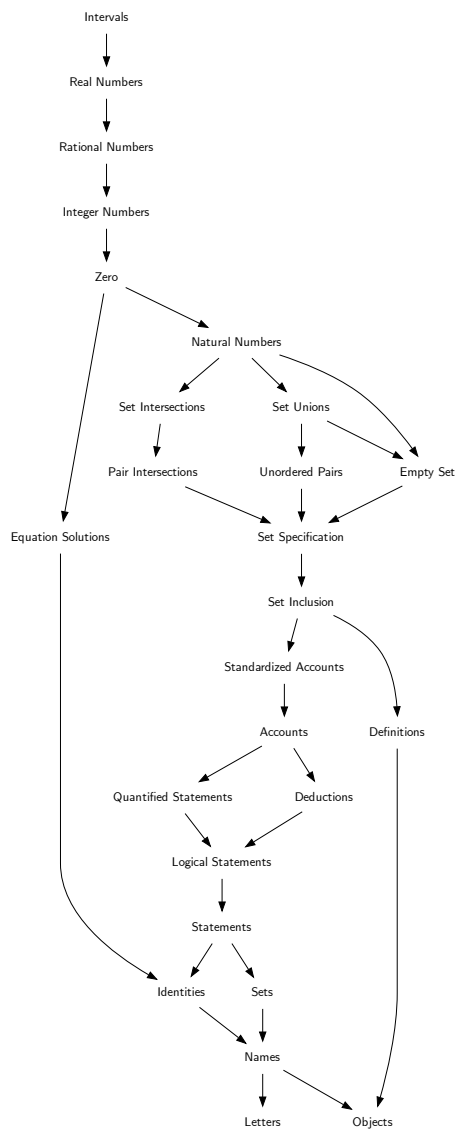 Intervals
Real Numbers
Rational Numbers
Integer Numbers
Zero
Natural Numbers
Set Intersections
Set Unions
Pair Intersections
Unordered Pairs
Empty Set
Equation Solutions
Set Specification
Set Inclusion
Standardized Accounts
Accounts
Definitions
Quantified Statements
Deductions
Logical Statements
Statements
Identities
Sets
Names
Letters
Objects